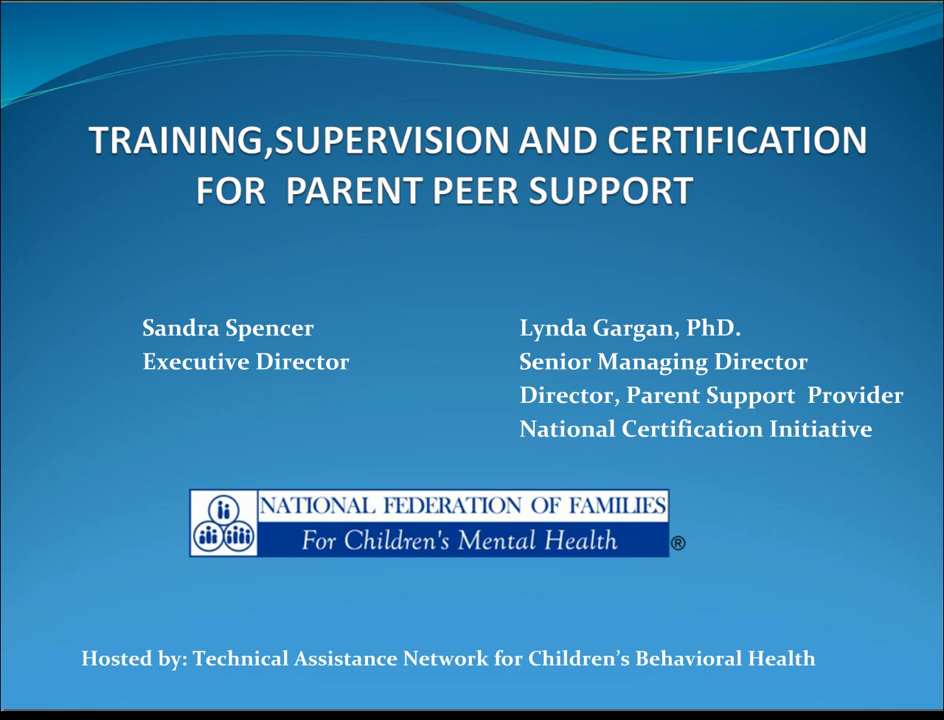 TRAINING,SUPERVISION AND CERTIFICATION
FOR PARENT PEER SUPPORT
Sandra Spencer
Executive Director
Lynda Gargan, PhD.
Senior Managing Director
Director, Parent Support Provider
National Certification Initiative
NATIONAL FEDERATION OF FAMILIES
For Children's Mental Health ®
Hosted by: Technical Assistance Network for Children’s Behavioral Health